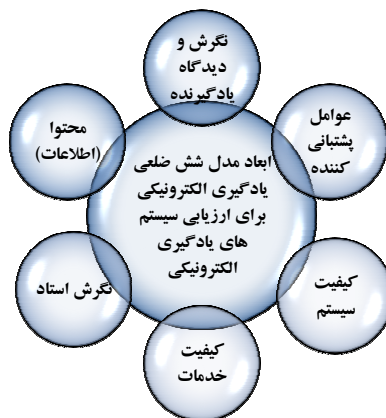 نگرش و
دیدگاه
یادگیرنده
عوامل
پشتبانی
کننده
محتوا
(اطلاعات)
ابعاد مدل شش ضلعی
یادگیری الکترونیکی
برای ارزیابی سیستم
های یادگیری
الکترونیکی
کیفیت
سیستم
نگرش استاد
کیفیت
خدمات